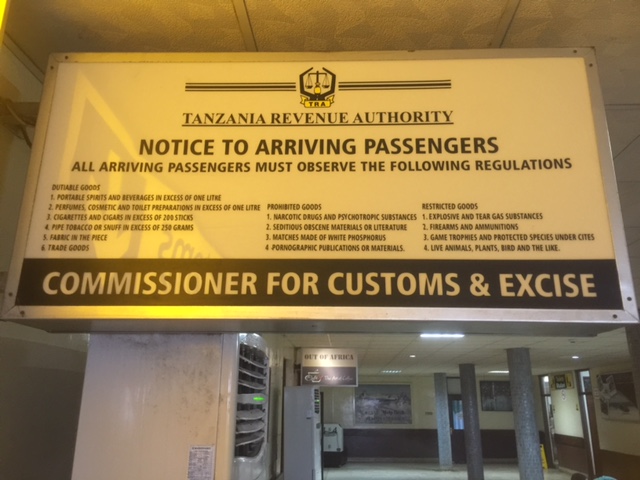 TRA
TANZANIA REVENUE AUTHORITY
NOTICE TO ARRIVING PASSENGERS
ALL ARRIVING PASSENGERS MUST OBSERVE THE FOLLOWING REGULATIONS
DUTIABLE GOODS
1. PORTABLE SPIRITS AND BEVERAGES IN EXCESS OF ONE LITRE
2. PERFUMES, COSMETIC AND TOILET PREPARATIONS IN EXCESS OF ONE LITRE
3. CIGARETTES AND CIGARS IN EXCESS OF 200 STICKS
4. PIPE TOBACCO OR SNUFF IN EXCESS OF 250 GRAMS
5. FABRIC IN THE PIECE
6. TRADE GOODS
PROHIBITED GOODS
1. NARCOTIC DRUGS AND PSYCHOTROPIC SUBSTANCES
2. SEDITIOUS OBSCENE MATERIALS OR LITERATURE
3. MATCHES MADE OF WHITE PHOSPHORUS
4. PORNOGRAPHIC PUBLICATIONS OR MATERIALS.
RESTRICTED GOODS
1. EXPLOSIVE AND TEAR GAS SUBSTANCES
2. FIREARMS AND AMMUNITIONS
3. GAME TROPHIES AND PROTECTED SPECIES UNDER CITES
4. LIVE ANIMALS, PLANTS, BIRD AND THE LIKE.
COMMISSIONER FOR CUSTOMS & EXCISE
OUT OF AFRICA